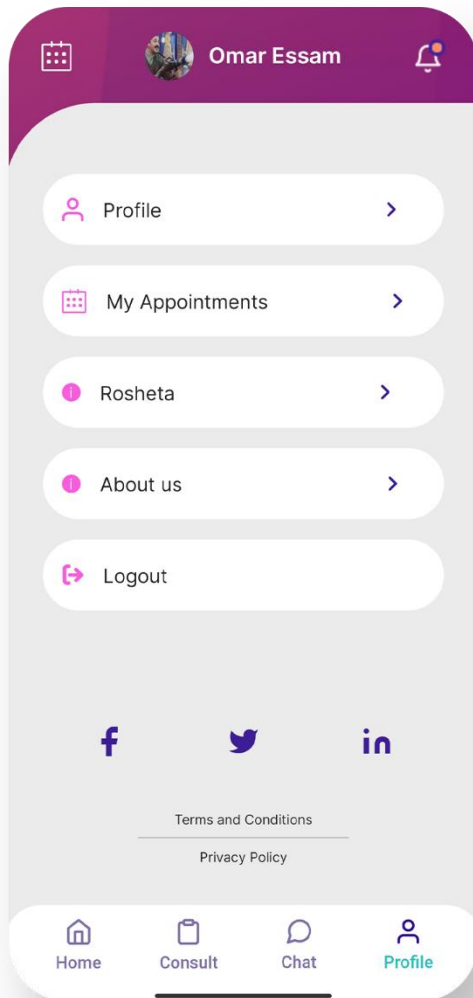 Omar Essam
Profile
My Appointments
Rosheta
About us
Logout
Terms and Conditions
Privacy Policy
Home Consult Chat Profile